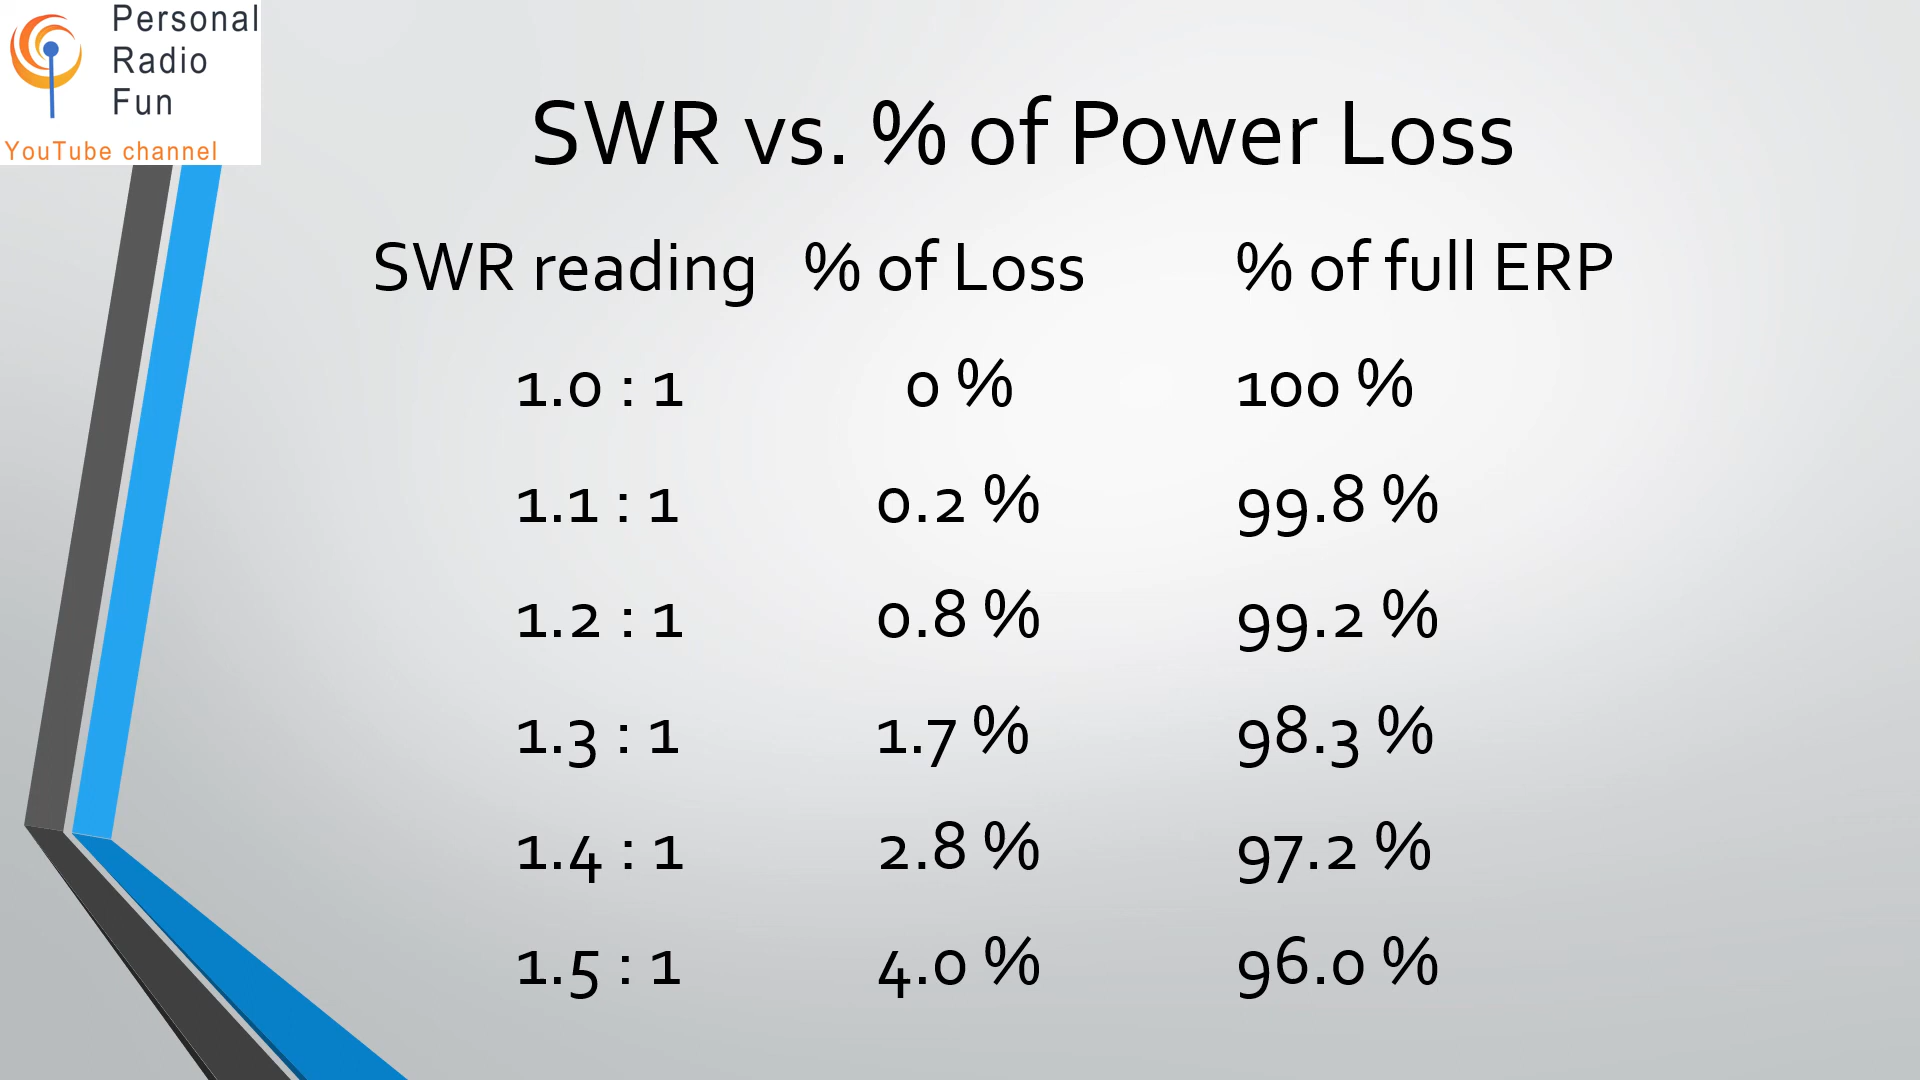 Personal
Radio
Fun
YouTube channel
SWR vs. % of Power Loss
SWR reading % of Loss % of full ERP
1.0 : 1 0 % 100 %
1.1 : 1 0.2 % 99.8 %
1.2 : 1 0.8 % 99.2 %
1.3 : 1 1.7 % 98.3 %
1.4 : 1 2.8 % 97.2 %
1.5 : 1 4.0 % 96.0 %